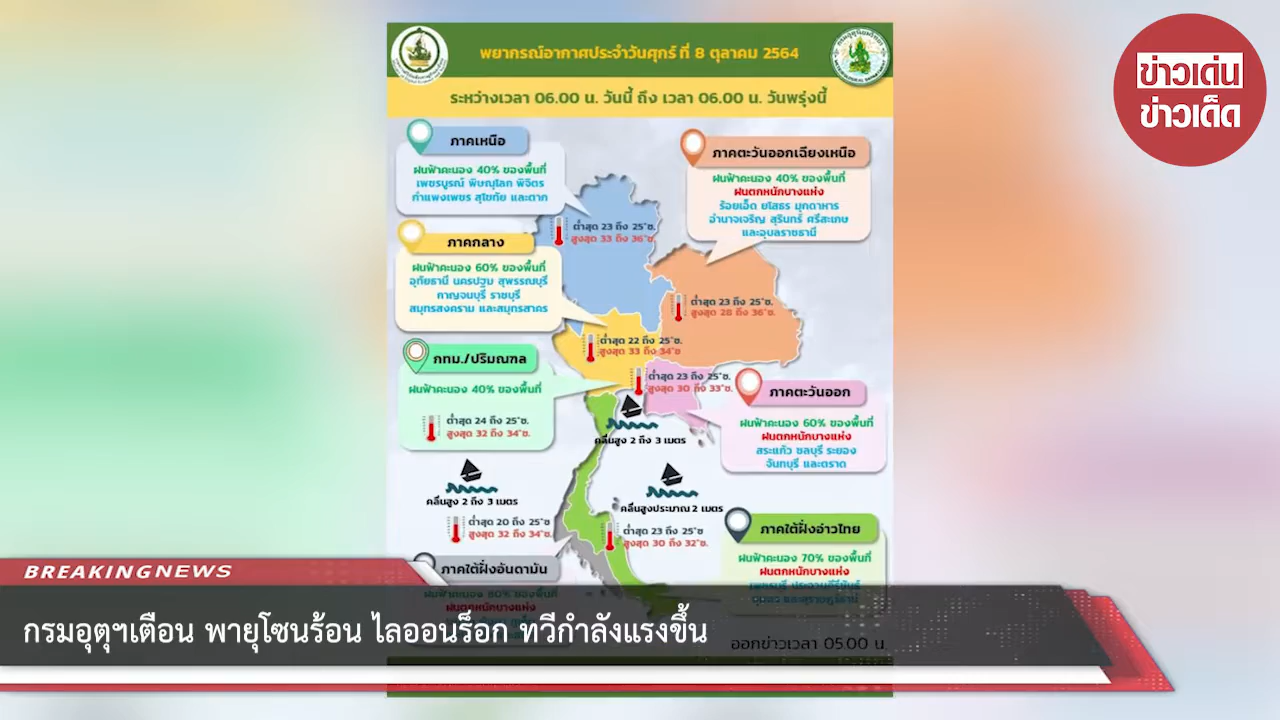 พยากรณ์อากาศประจำวันศุกร์ ที่ 8 ตุลาคม 2564
ระหว่างเวลา 06.00 น. วันนี้ ถึง เวลา 06.00 น. วันพรุ่งนี้
ข่าวเด่น
ข่าวเด็ด
ภาคเหนือ
ฝนฟ้าคะนอง 40% ของพื้นที่
เพชรบูรณ์ พิษณุโลก พิจิตร
กำแพงเพชร สุโขทัย และตาก
ต่ำสุด 23 ถึง 25°ซ.
สูงสุด 33 ถึง 36°ซ.
ภาคตะวันออกเฉียงเหนือ
ฝนฟ้าคะนอง 40% ของพื้นที่
ฝนตกหนักบางแห่ง
ร้อยเอ็ด ยโสธร มุกดาหาร
อำนาจเจริญ สุรินทร์ ศรีสะเกษ
และอุบลราชธานี
ต่ำสุด 23 ถึง 25°ซ.
สูงสุด 28 ถึง 36°ซ.
ภาคกลาง
ฝนฟ้าคะนอง 60% ของพื้นที่
อุทัยธานี นครปฐม สุพรรณบุรี
กาญจนบุรี ราชบุรี
สมุทรสงคราม และสมุทรสาคร
ต่ำสุด 22 ถึง 25°ซ.
สูงสุด 33 ถึง 34°ซ
กทม./ปริมณฑล
ฝนฟ้าคะนอง 40% ของพื้นที่
ต่ำสุด 24 ถึง 25°ซ.
สูงสุด 32 ถึง 34°ซ.
ต่ำสุด 23 ถึง 25°ซ.
สูงสุด 30 ถึง 33°ซ.
ภาคตะวันออก
ฝนฟ้าคะนอง 60% ของพื้นที่
ฝนตกหนักบางแห่ง
สระแก้ว ชลบุรี ระยอง
จันทบุรี และตราด
คลื่นสูง 2 ถึง 3 เมตร
คลื่นสูง 2 ถึง 3 เมตร
คลื่นสูงประมาณ 2 เมตร
ต่ำสุด 20 ถึง 25°ซ
สูงสุด 32 ถึง 34°ซ.
ต่ำสุด 23 ถึง 25°ซ
สูงสุด 30 ถึง 32°ซ.
ภาคใต้ฝั่งอ่าวไทย
ฝนฟ้าคะนอง 70% ของพื้นที่
ฝนตกหนักบางแห่ง
เพชรบุรี ประจวบคีรีขันธ์
ชุมพร และสุราษฎร์ธานี
ภาคใต้ฝั่งอันดามัน
ฝนตกหนักบางแห่ง
BREAKINGNEWS
กรมอุตุฯเตือน พายุโซนร้อน ไลออนร็อก ทวีกำลังแรงขึ้น
ออกข่าวเวลา 05.00 น.